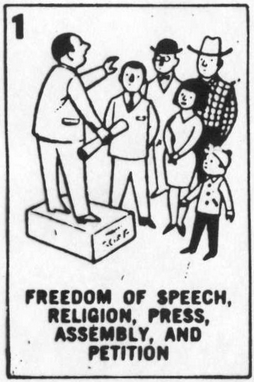 1
FREEDOM OF SPEECH,
RELIGION, PRESS,
ASSEMBLY, AND
PETITION